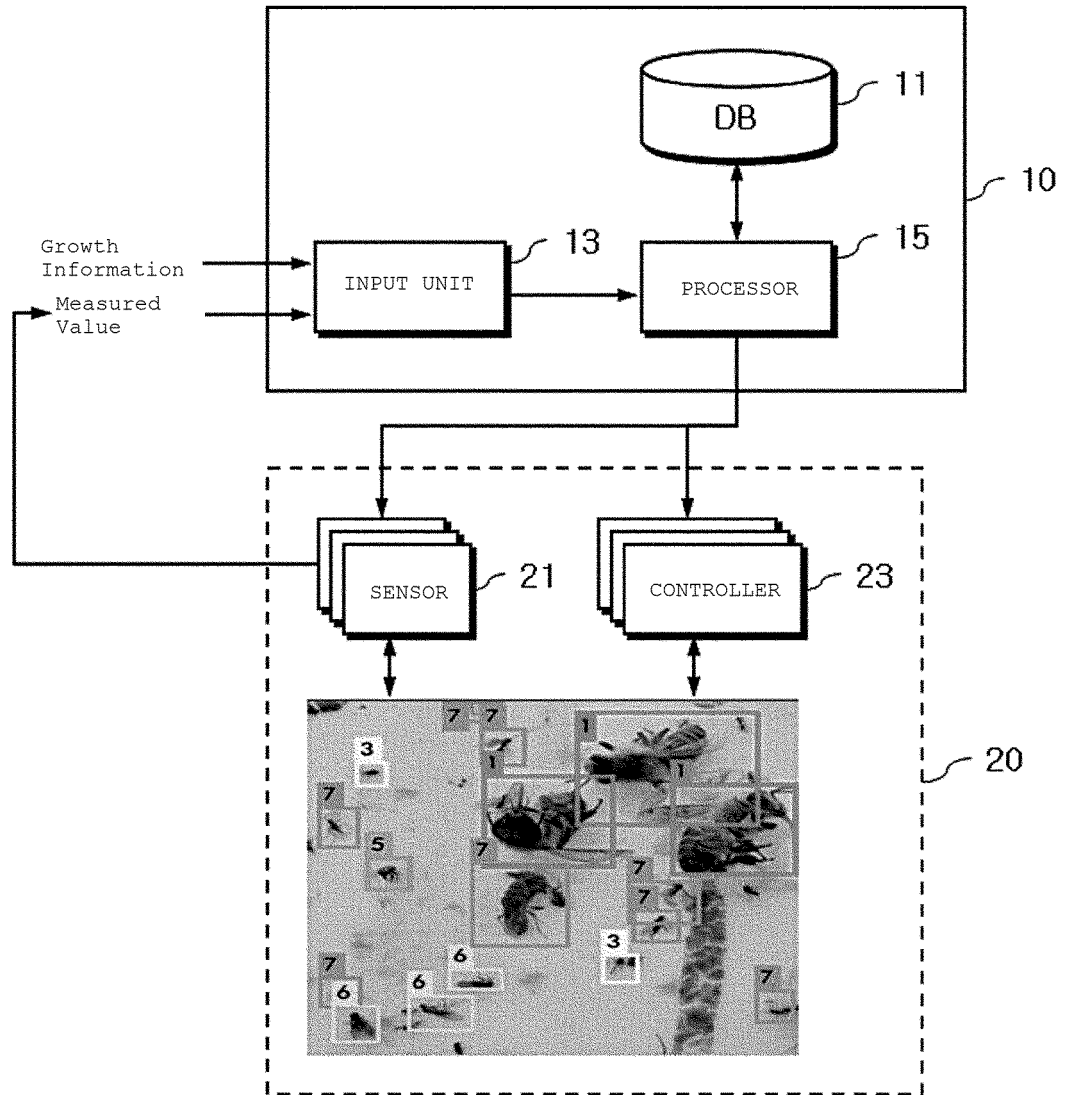 DB
11
10
Growth
Information
Measured
Value
INPUT UNIT
13
PROCESSOR
15
SENSOR
21
CONTROLLER
23
20
7 7 1
3
1 1
7
5
7
7
7
3
6
7
6
6
7